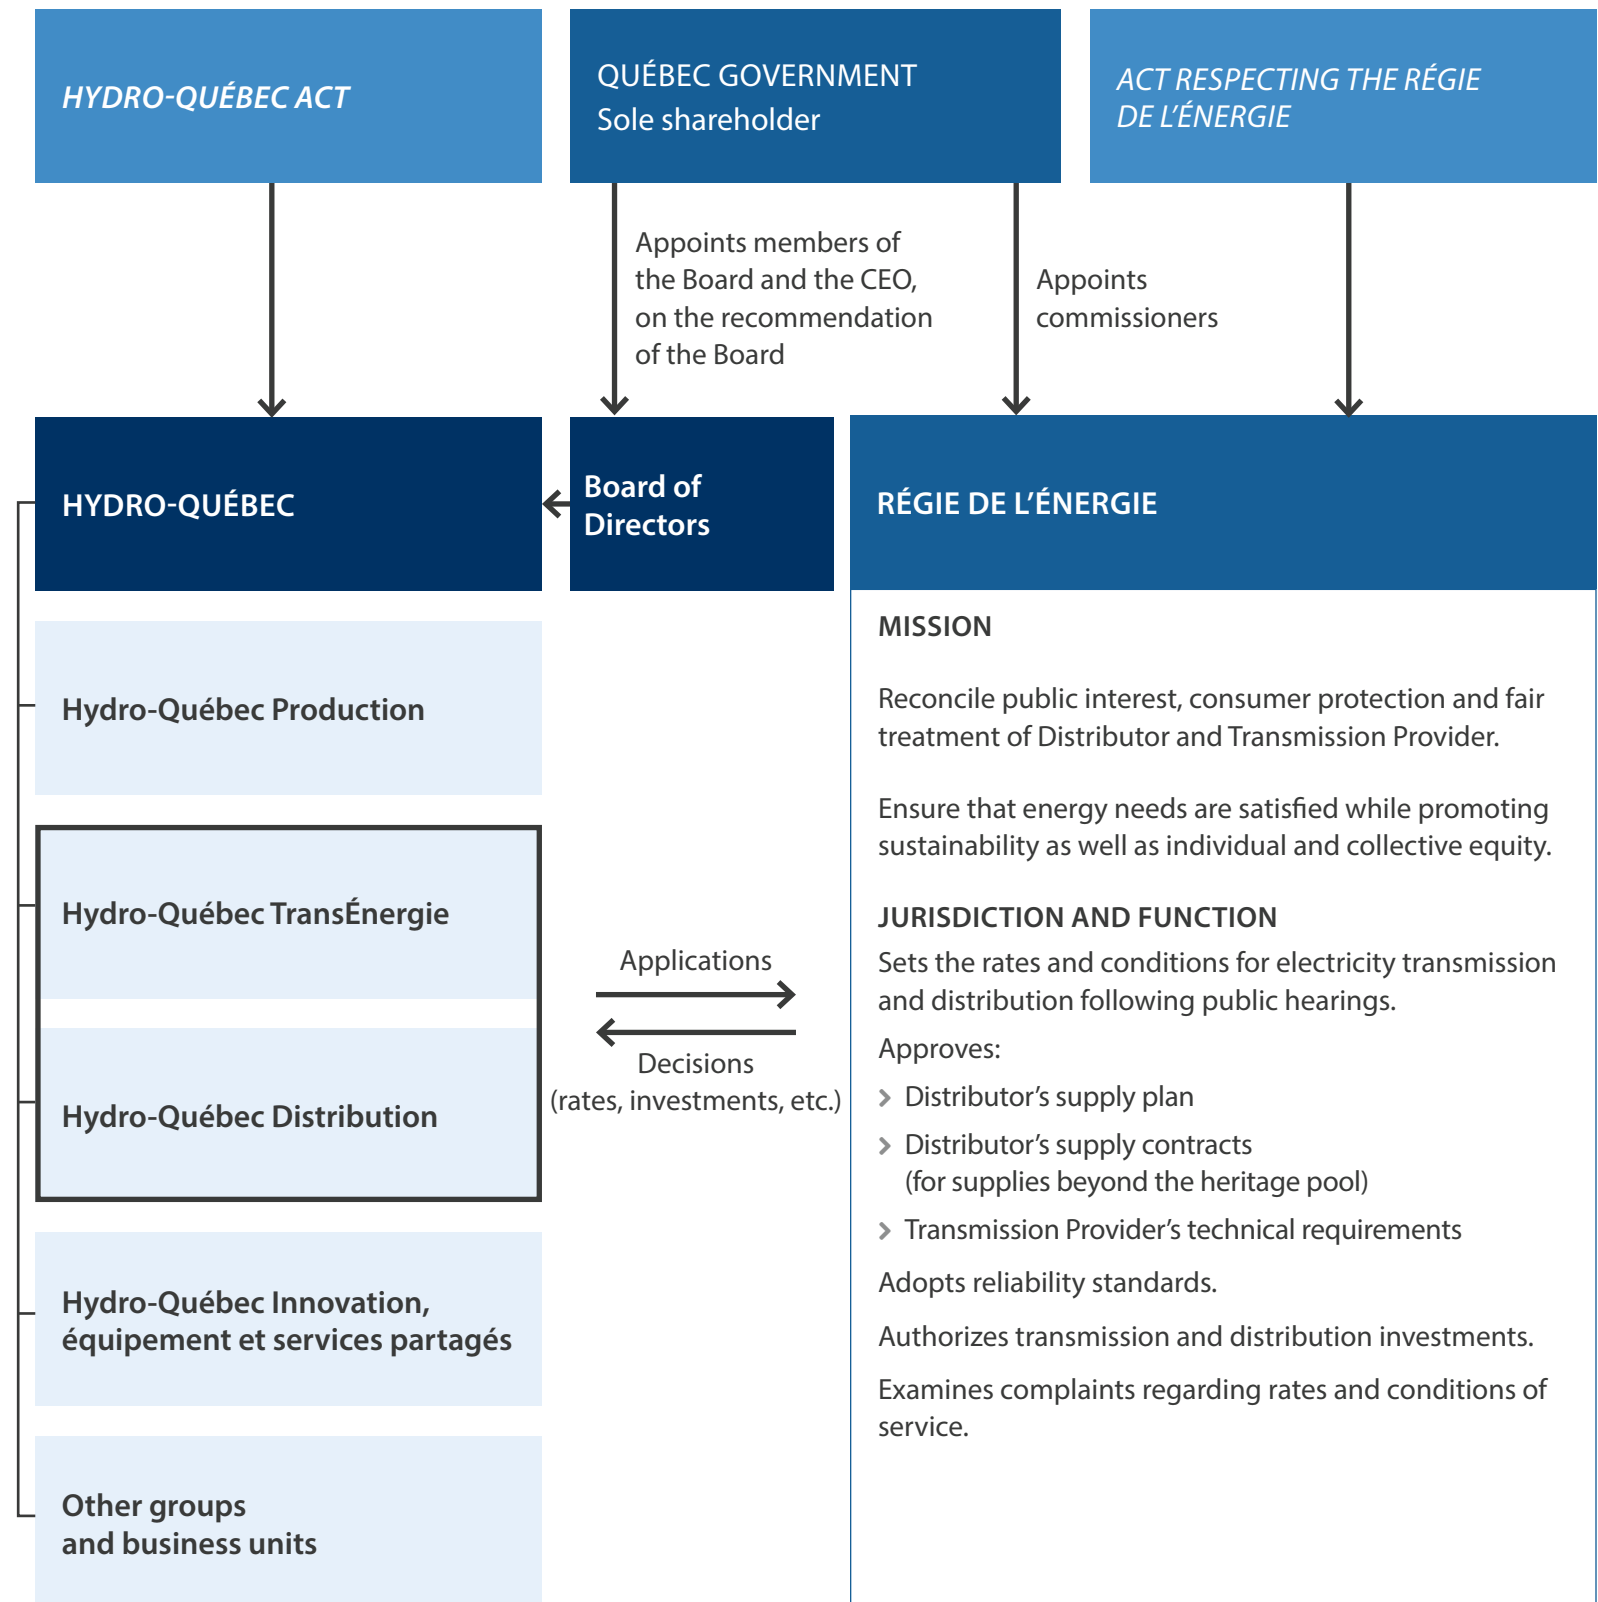 HYDRO-QUÉBEC ACT
QUÉBEC GOVERNMENT
Sole shareholder
ACT RESPECTING THE RÉGIE
DE L’ÉNERGIE
Appoints members of
the Board and the CEO,
on the recommendation
of the Board
Appoints
commissioners
HYDRO-QUÉBEC
Board of
Directors
RÉGIE DE L’ÉNERGIE
Hydro-Québec Production
Hydro-Québec TransÉnergie
Hydro-Québec Distribution
Hydro-Québec Innovation,
équipement et services partagés
Other groups
and business units
Applications
Decisions
(rates, investments, etc.)
MISSION
Reconcile public interest, consumer protection and fair
treatment of Distributor and Transmission Provider.
Ensure that energy needs are satisfied while promoting
sustainability as well as individual and collective equity.
JURISDICTION AND FUNCTION
Sets the rates and conditions for electricity transmission
and distribution following public hearings.
Approves:
> Distributor’s supply plan
> Distributor’s supply contracts
(for supplies beyond the heritage pool)
> Transmission Provider’s technical requirements
Adopts reliability standards.
Authorizes transmission and distribution investments.
Examines complaints regarding rates and conditions of
service.